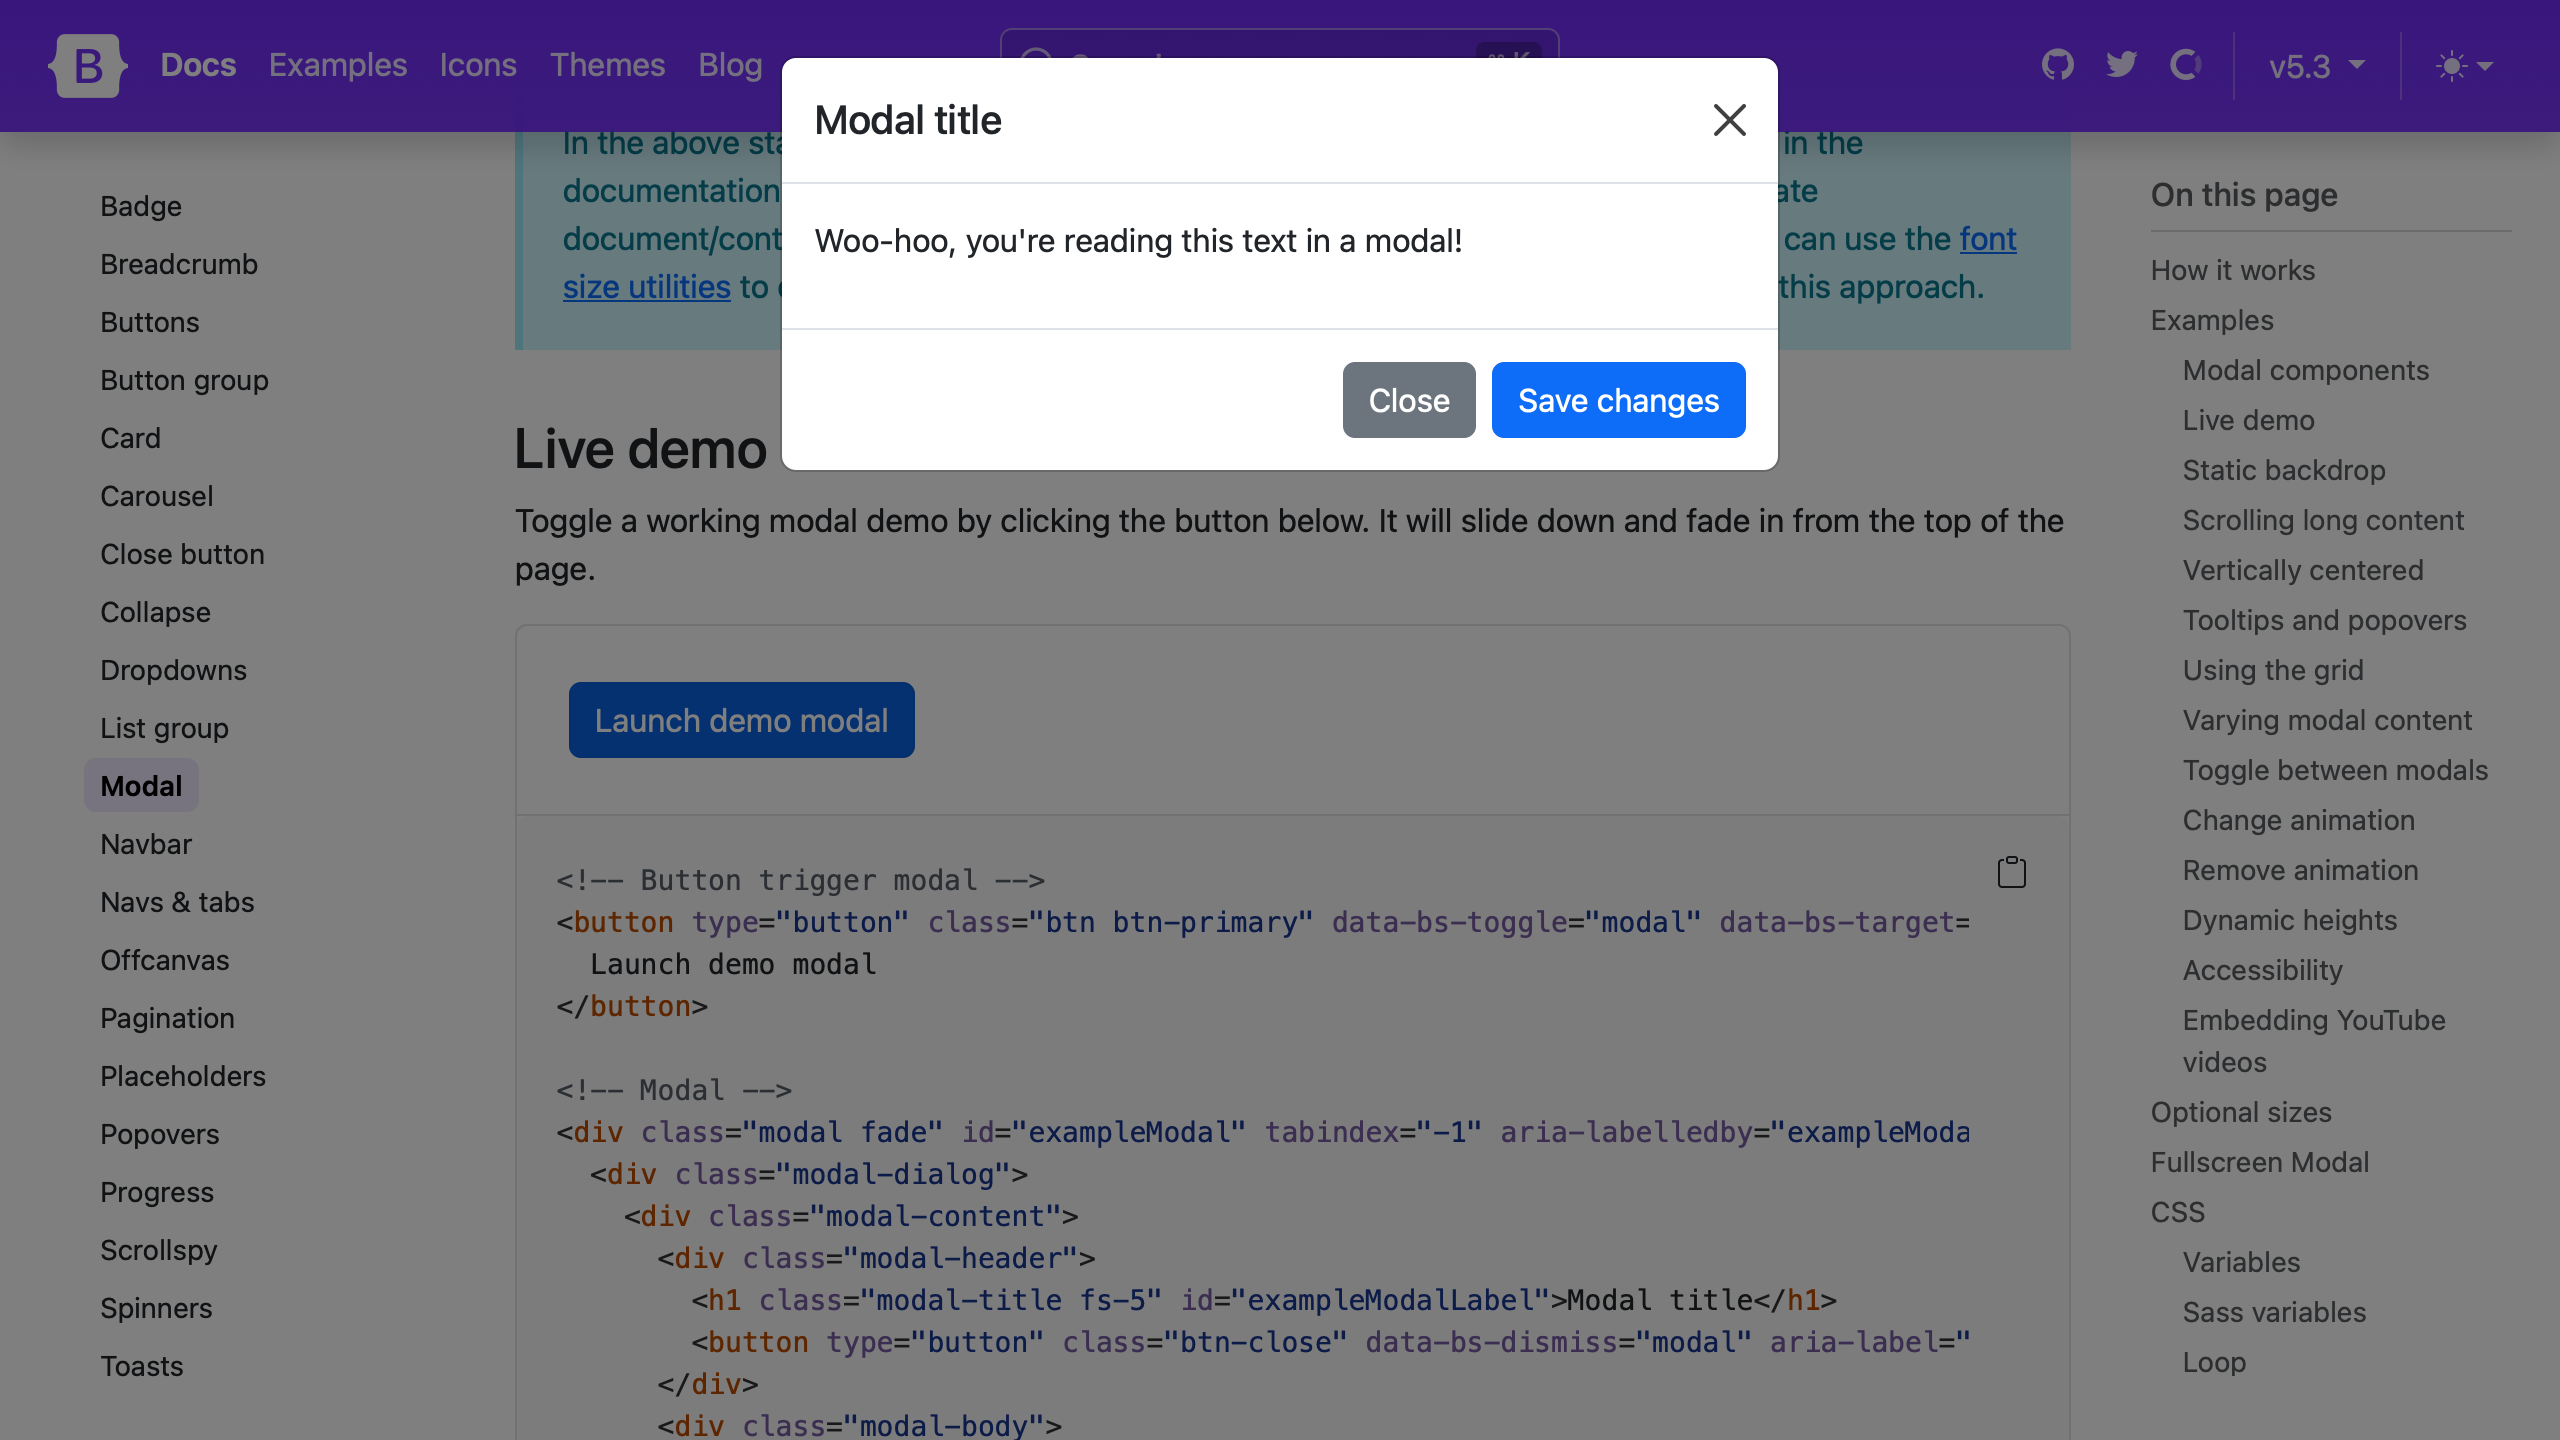 B
Docs
Examples
Icons
Themes
Blog
v5.3
Modal title
Woo-hoo, you're reading this text in a modal!
Close
Save changes
Badge
Breadcrumb
Buttons
Button group
Card
Carousel
Close button
Collapse
Dropdowns
List group
Modal
Navbar
Navs & tabs
Offcanvas
Pagination
Placeholders
Popovers
Progress
Scrollspy
Spinners
Toasts
In the above in the
documentation
can use the font
size utilities to this approach.
Live demo
Toggle a working modal demo by clicking the button below. It will slide down and fade in from the top of the
page.
Launch demo modal
<!-- Button trigger modal -->
<button type="button" class="btn btn-primary" data-bs-toggle="modal" data-bs-target=
Launch demo modal
</button>
<!-- Modal -->
<div class="modal fade" id="exampleModal" tabindex="-1" aria-labelledby="exampleModa
<div class="modal-dialog">
<div class="modal-content">
<div class="modal-header">
<h1 class="modal-title fs-5" id="exampleModalLabel">Modal title</h1>
<button type="button" class="btn-close" data-bs-dismiss="modal" aria-label="
</div>
<div class="modal-body">
On this page
How it works
Examples
Modal components
Live demo
Static backdrop
Scrolling long content
Vertically centered
Tooltips and popovers
Using the grid
Varying modal content
Toggle between modals
Change animation
Remove animation
Dynamic heights
Accessibility
Embedding YouTube
videos
Optional sizes
Fullscreen Modal
CSS
Variables
Sass variables
Loop